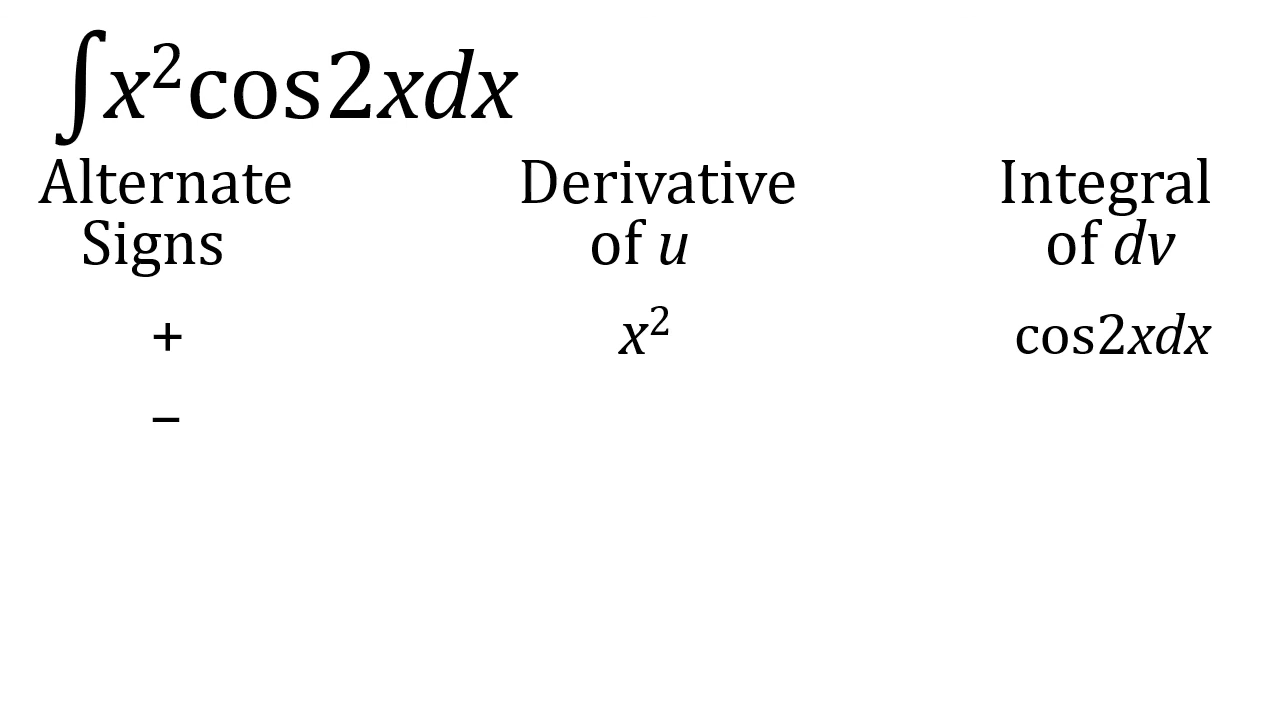 ∫x²cos2xdx
Alternate Signs Derivative of u Integral of dv
+ x² cos2xdx
−